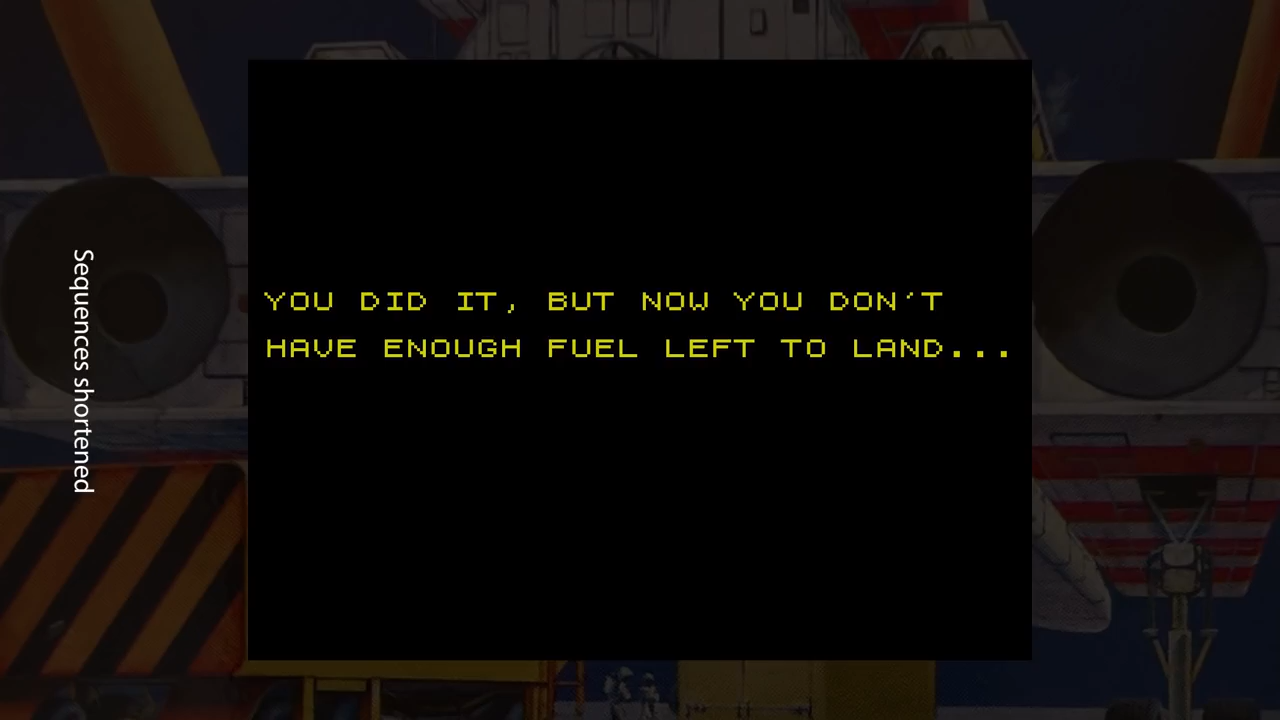 Sequences shortened
YOU DID IT, BUT NOW YOU DON'T
HAVE ENOUGH FUEL LEFT TO LAND...